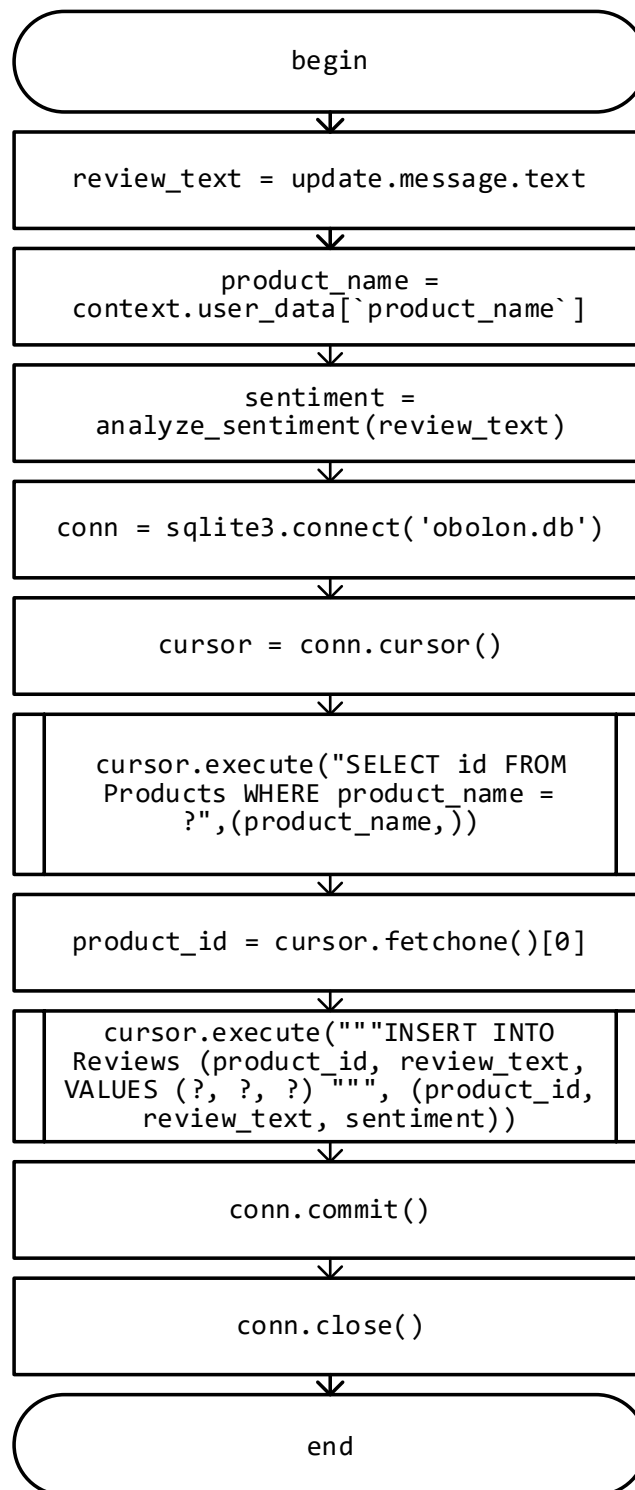 begin
review_text = update.message.text
product_name =
context.user_data[`product_name`]
sentiment =
analyze_sentiment(review_text)
conn = sqlite3.connect('obolon.db')
cursor = conn.cursor()
cursor.execute("SELECT id FROM
Products WHERE product_name =
?",(product_name,))
product_id = cursor.fetchone()[0]
cursor.execute("""INSERT INTO
Reviews (product_id, review_text,
VALUES (?, ?, ?) """, (product_id,
review_text, sentiment))
conn.commit()
conn.close()
end